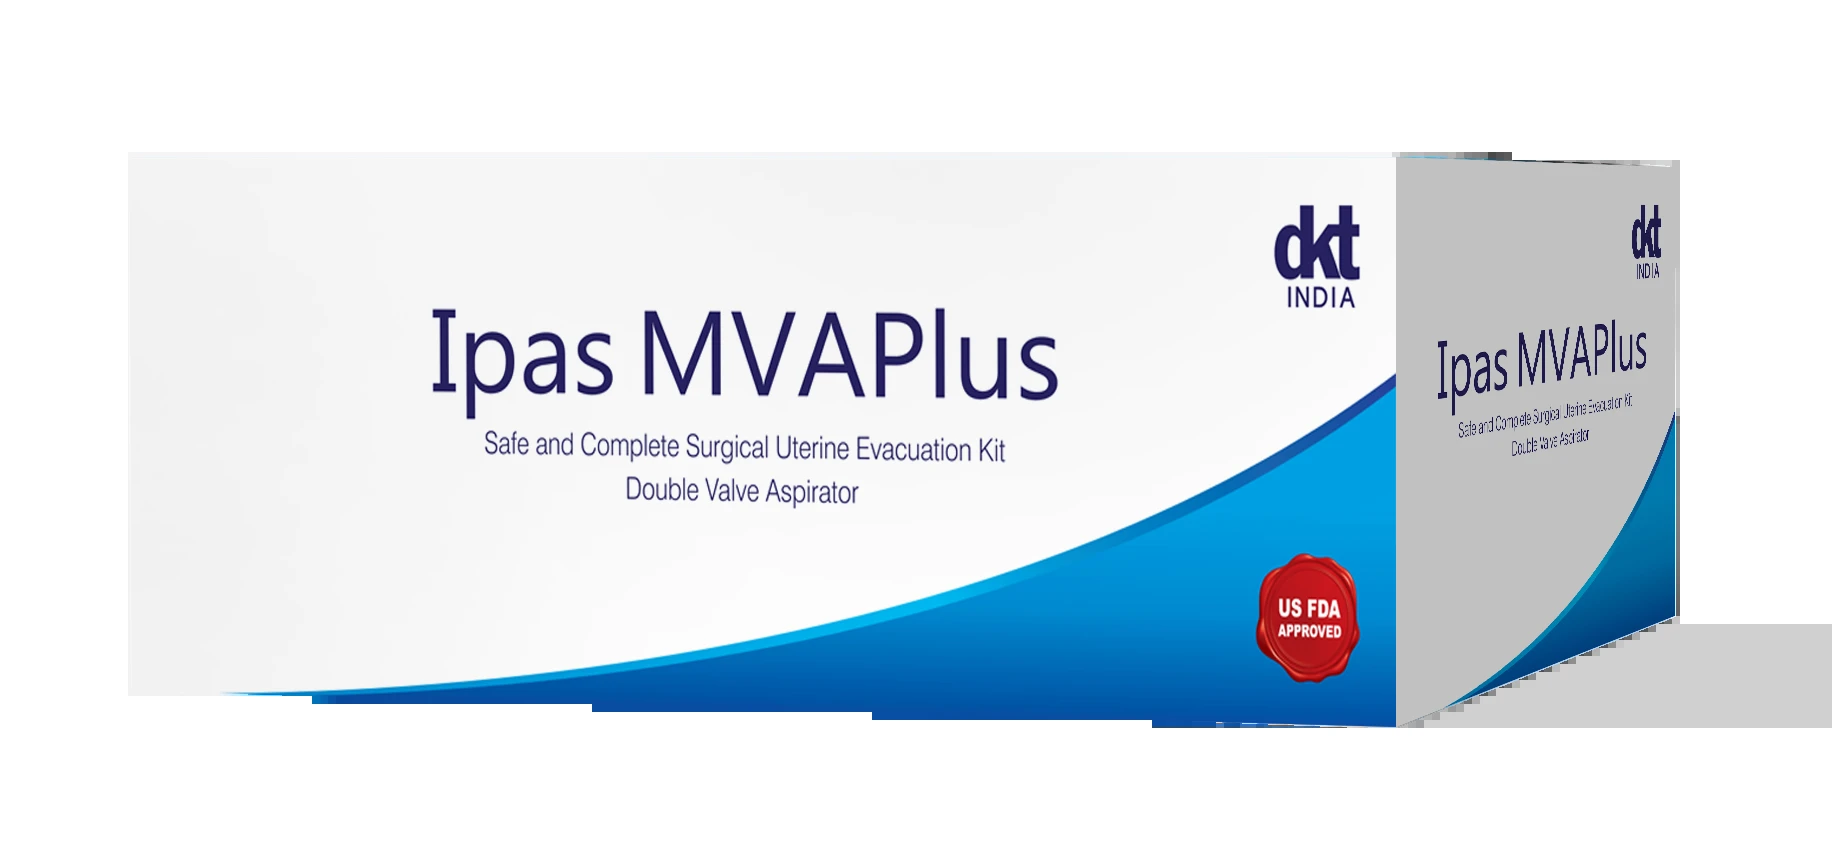 dkt
INDIA
Ipas MVAPlus
Safe and Complete Surgical Uterine Evacuation Kit
Double Valve Aspirator
US FDA
APPROVED
dkt
INDIA
Ipas MVAPlus
Safe and Complete Surgical Uterine Evacuation Kit
Double Valve Aspirator